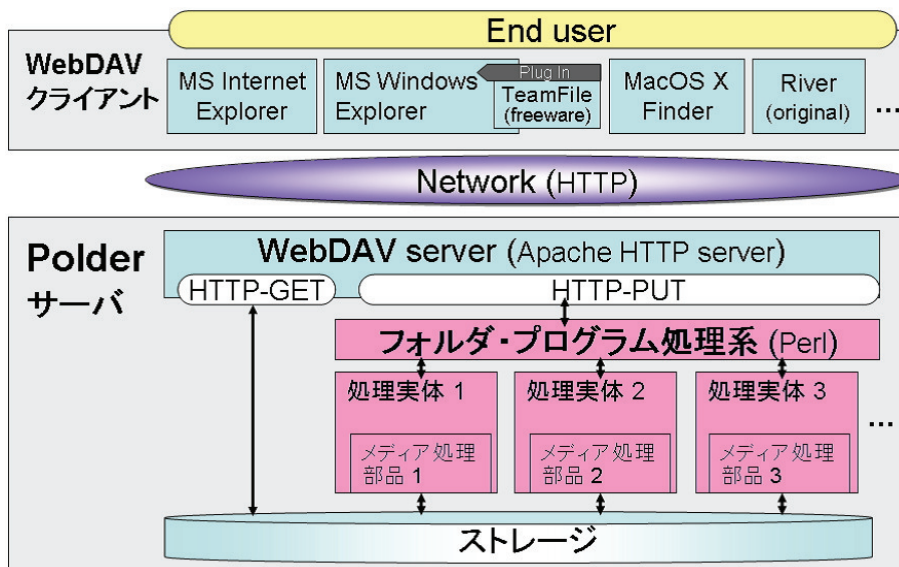 End user
WebDAV
クライアント
MS Internet
Explorer
MS Windows
Explorer
Plug In
TeamFile
(freeware)
MacOS X
Finder
River
(original)
...
Network (HTTP)
Polder
サーバ
WebDAV server (Apache HTTP server)
HTTP-GET
HTTP-PUT
フォルダ・プログラム処理系 (Perl)
処理実体 1
メディア処理
部品 1
処理実体 2
メディア処理
部品 2
処理実体 3
メディア処理
部品 3
...
ストレージ